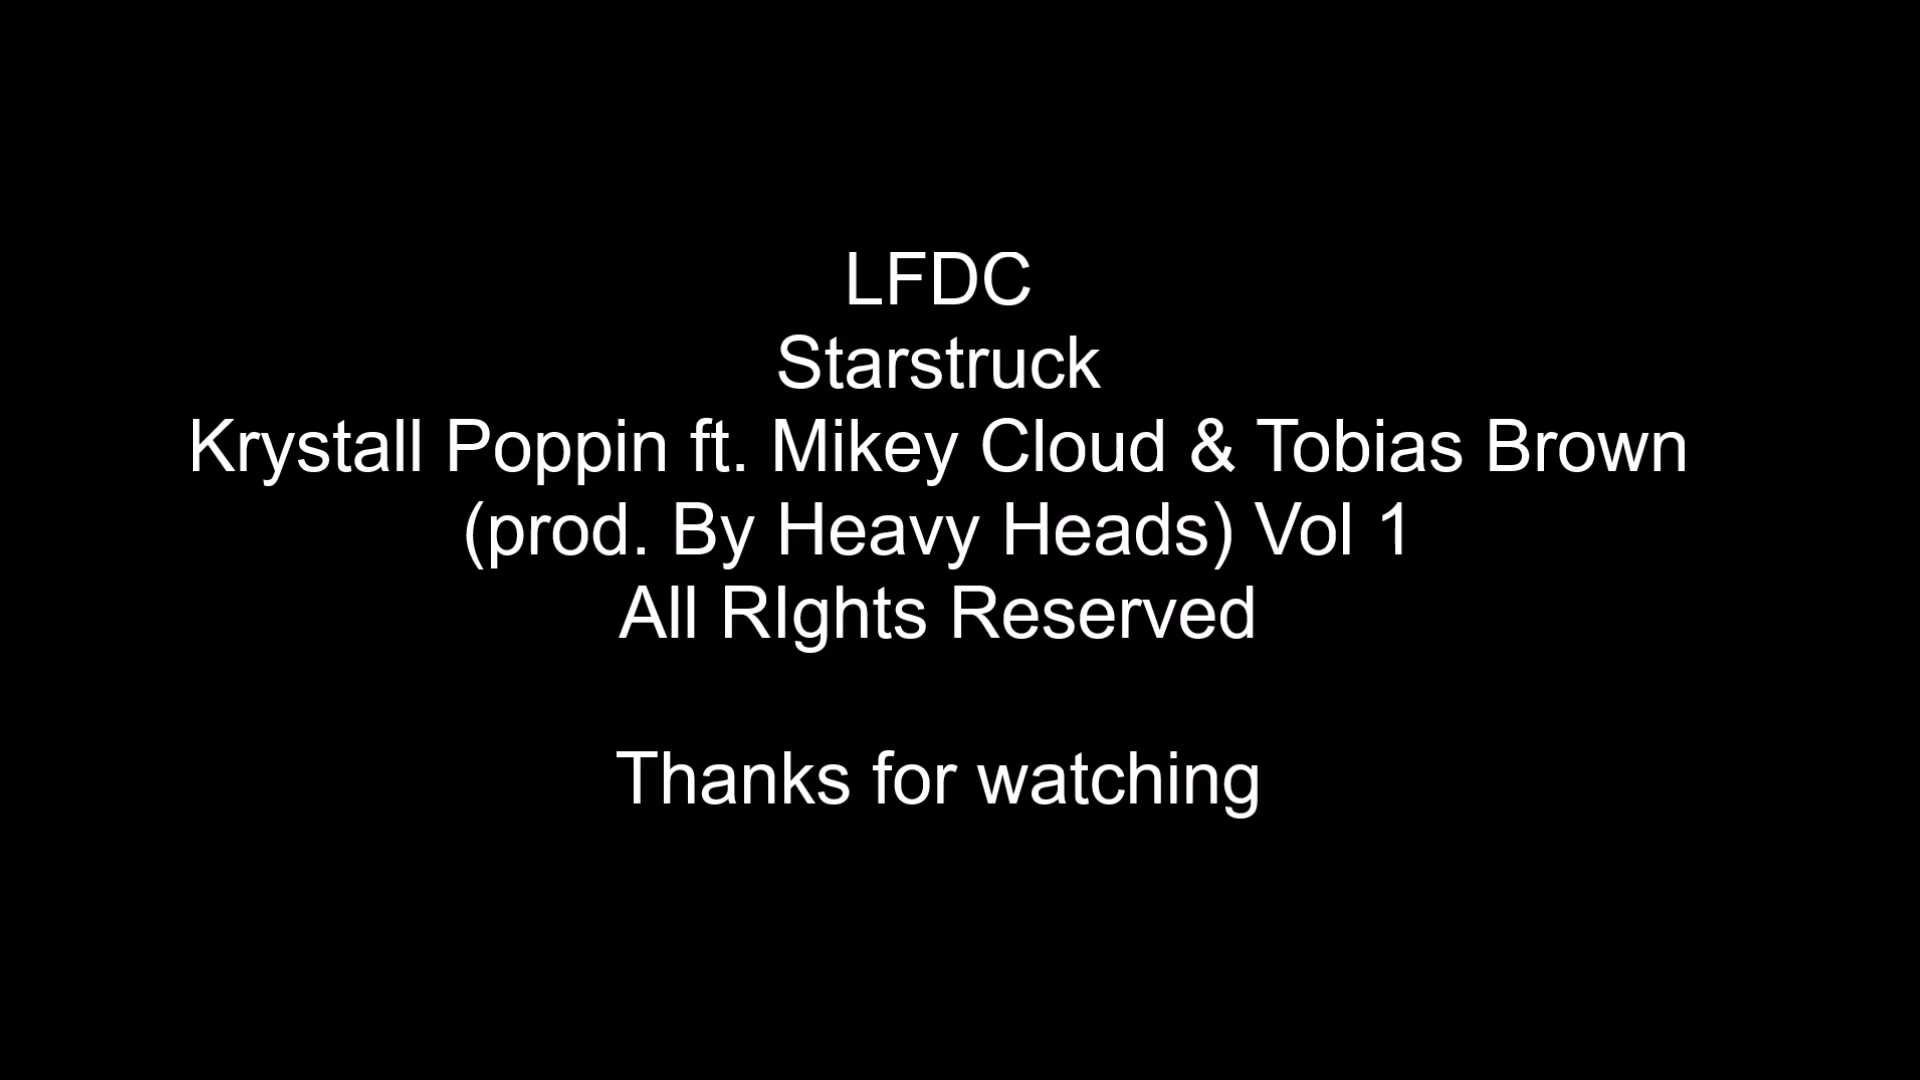 LFDC
Starstruck
Krystall Poppin ft. Mikey Cloud & Tobias Brown
(prod. By Heavy Heads) Vol 1
All RIghts Reserved
Thanks for watching